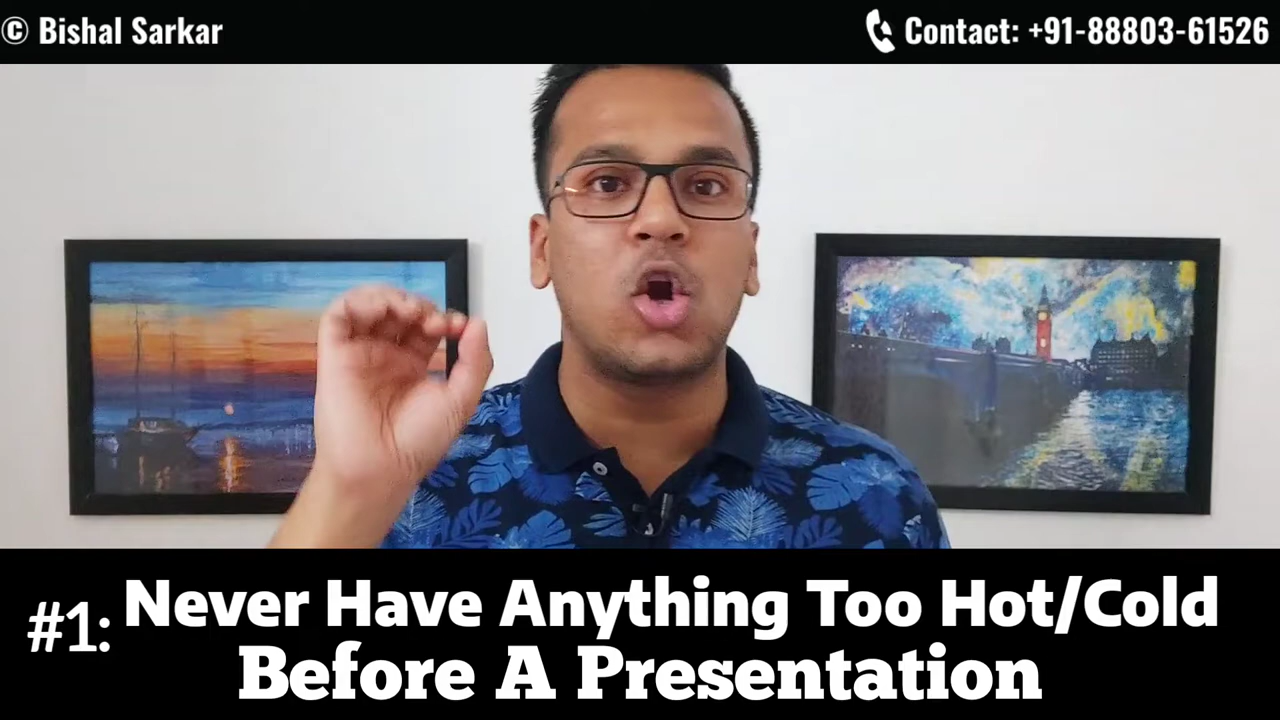 © Bishal Sarkar
Contact: +91-88803-61526
#1: Never Have Anything Too Hot/Cold
Before A Presentation